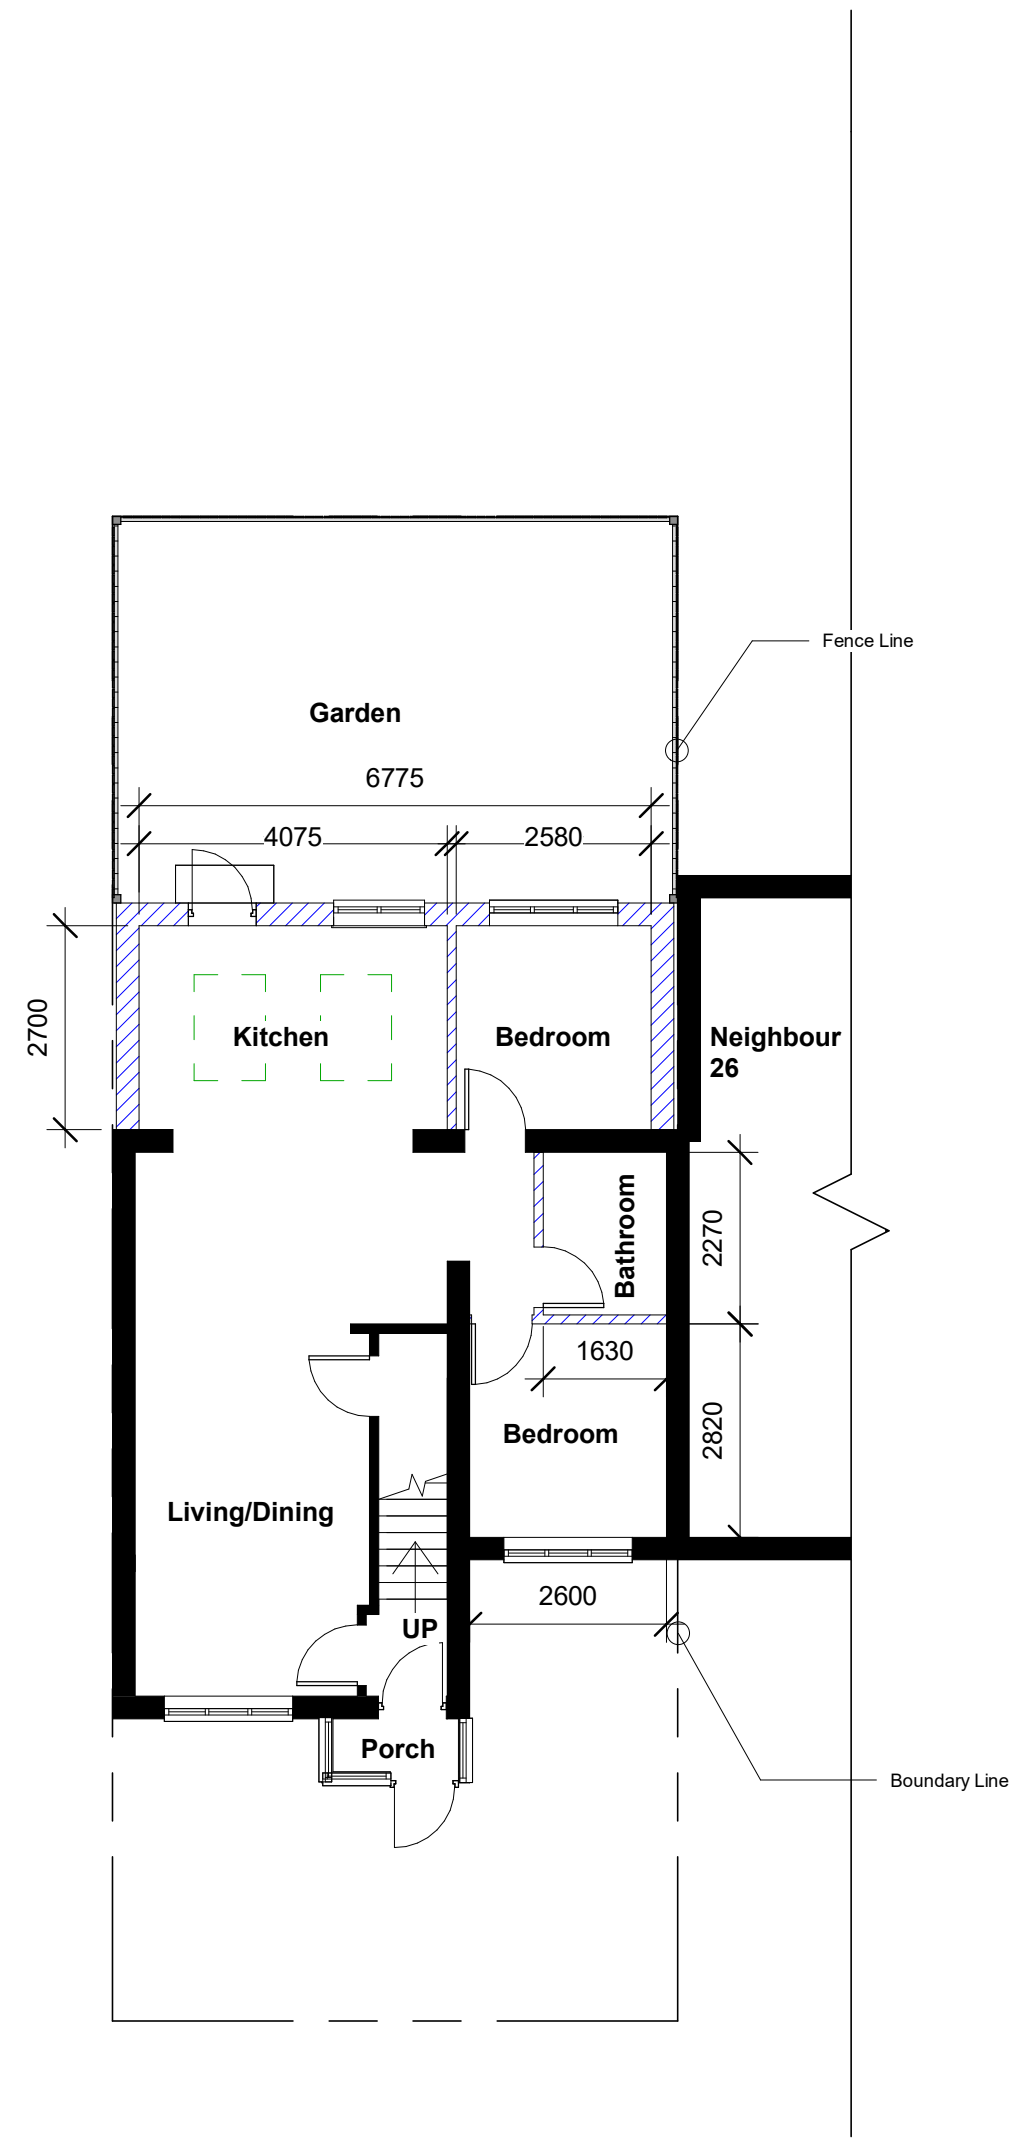 Fence Line
Garden
6775
4075
2580
2700
Kitchen
Bedroom
Neighbour
26
Bathroom
2270
1630
2820
Bedroom
Living/Dining
2600
UP
Porch
Boundary Line